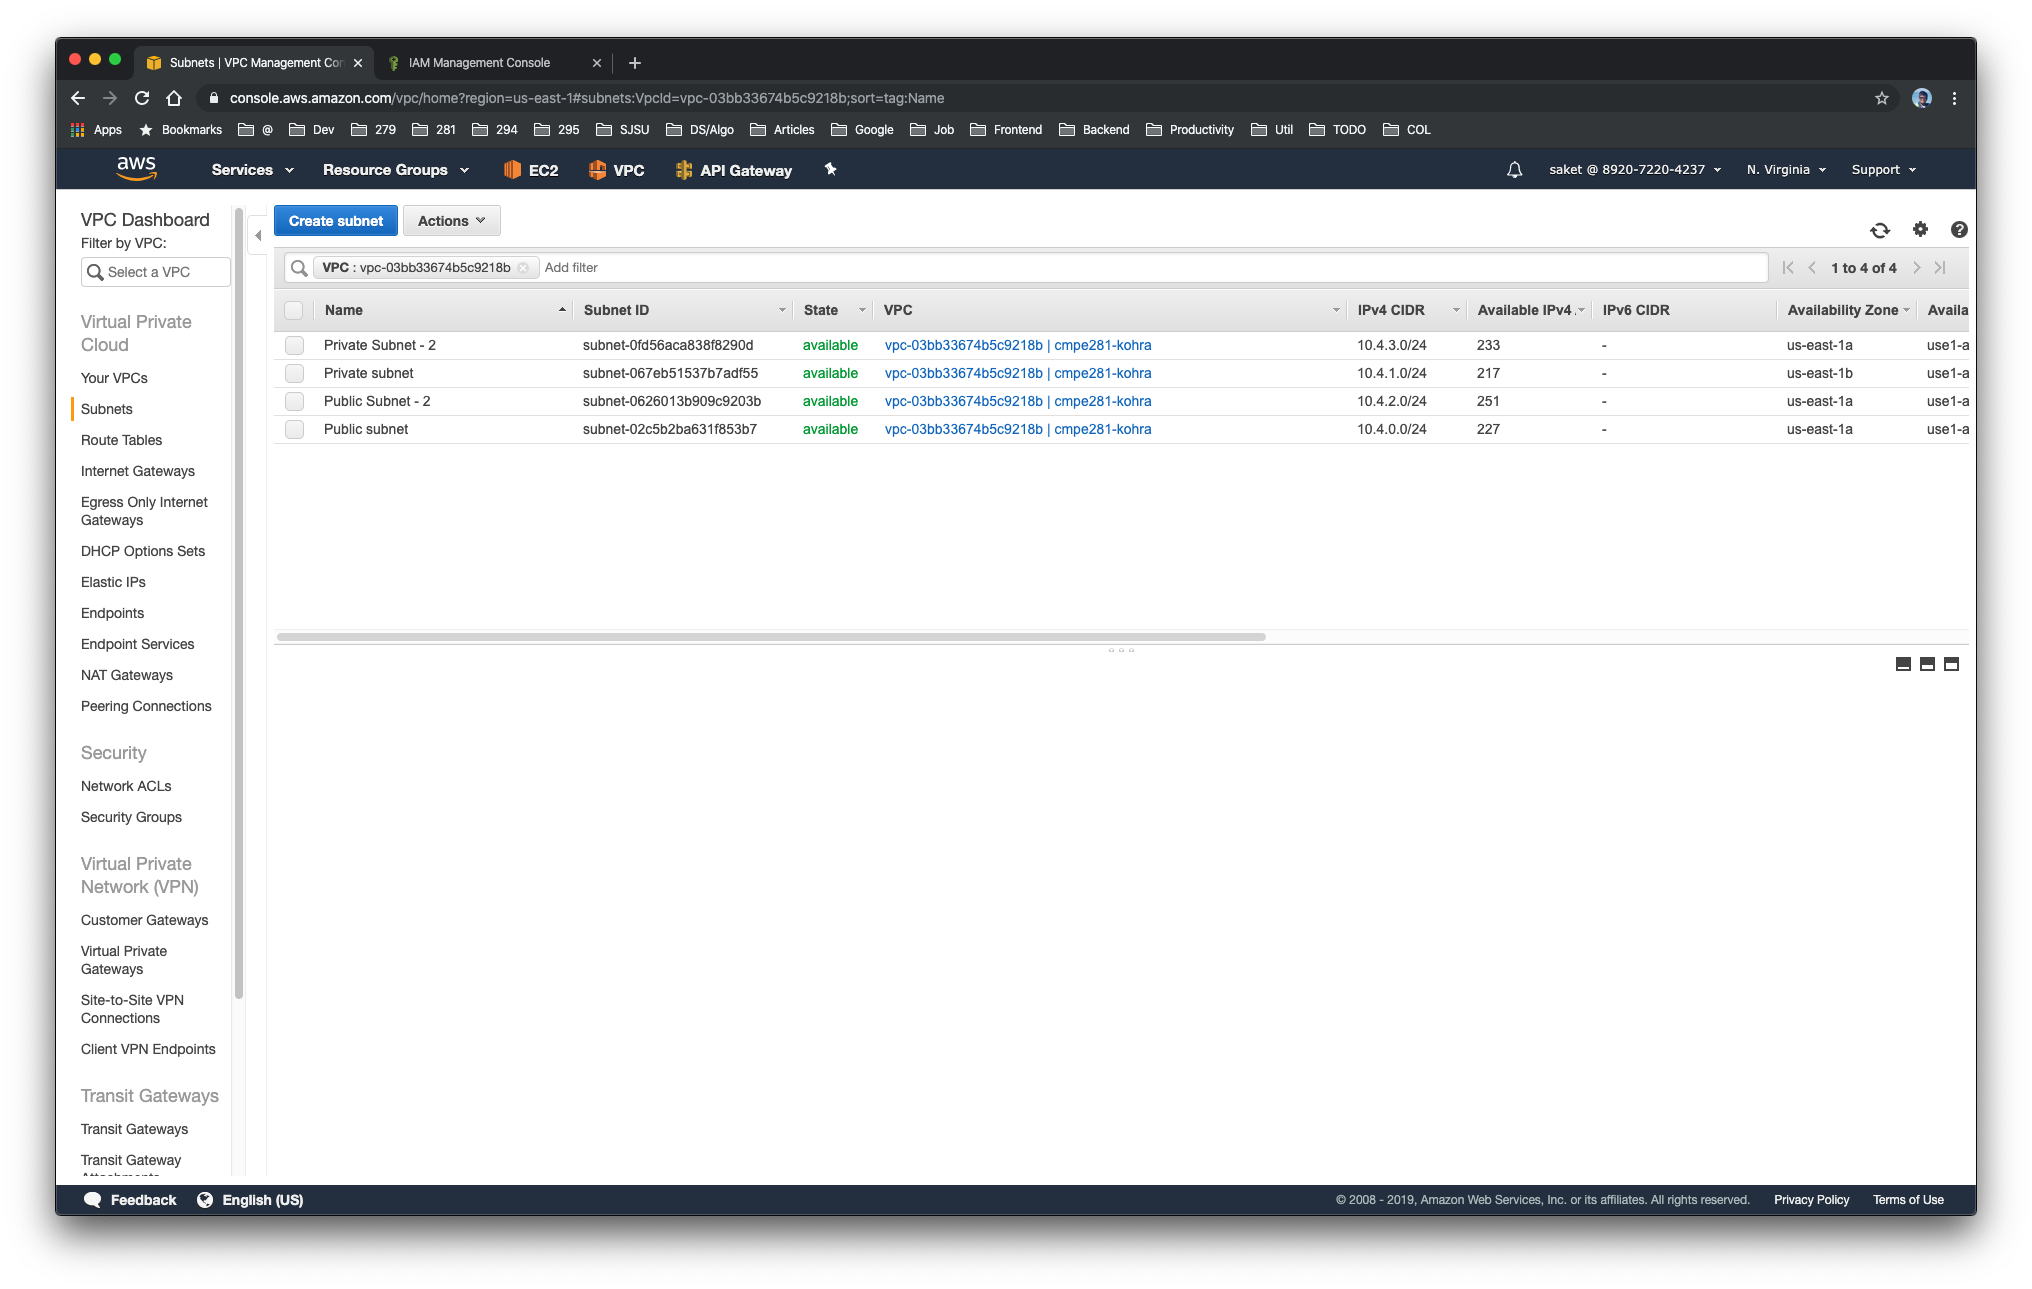 Subnets | VPC Management Con
IAM Management Console
console.aws.amazon.com/vpc/home?region=us-east-1#subnets:VpcId=vpc-03bb33674b5c9218b;sort=tag:Name
Apps Bookmarks @ Dev 279 281 294 295 SJSU DS/Algo Articles Google Job Frontend Backend Productivity Util TODO COL
aws Services Resource Groups EC2 VPC API Gateway saket @ 8920-7220-4237 N. Virginia Support
VPC Dashboard
Filter by VPC:
Select a VPC
Virtual Private
Cloud
Your VPCs
Subnets
Route Tables
Internet Gateways
Egress Only Internet
Gateways
DHCP Options Sets
Elastic IPs
Endpoints
Endpoint Services
NAT Gateways
Peering Connections
Security
Network ACLs
Security Groups
Virtual Private
Network (VPN)
Customer Gateways
Virtual Private
Gateways
Site-to-Site VPN
Connections
Client VPN Endpoints
Transit Gateways
Transit Gateways
Transit Gateway
Create subnet Actions
VPC : vpc-03bb33674b5c9218b Add filter 1 to 4 of 4
Name Subnet ID State VPC IPv4 CIDR Available IPv4 IPv6 CIDR Availability Zone Availa
Private Subnet - 2 subnet-0fd56aca838f8290d available vpc-03bb33674b5c9218b | cmpe281-kohra 10.4.3.0/24 233 - us-east-1a use1-a
Private subnet subnet-067eb51537b7adf55 available vpc-03bb33674b5c9218b | cmpe281-kohra 10.4.1.0/24 217 - us-east-1b use1-a
Public Subnet - 2 subnet-0626013b909c9203b available vpc-03bb33674b5c9218b | cmpe281-kohra 10.4.2.0/24 251 - us-east-1a use1-a
Public subnet subnet-02c5b2ba631f853b7 available vpc-03bb33674b5c9218b | cmpe281-kohra 10.4.0.0/24 227 - us-east-1a use1-a
Feedback English (US) © 2008 - 2019, Amazon Web Services, Inc. or its affiliates. All rights reserved. Privacy Policy Terms of Use